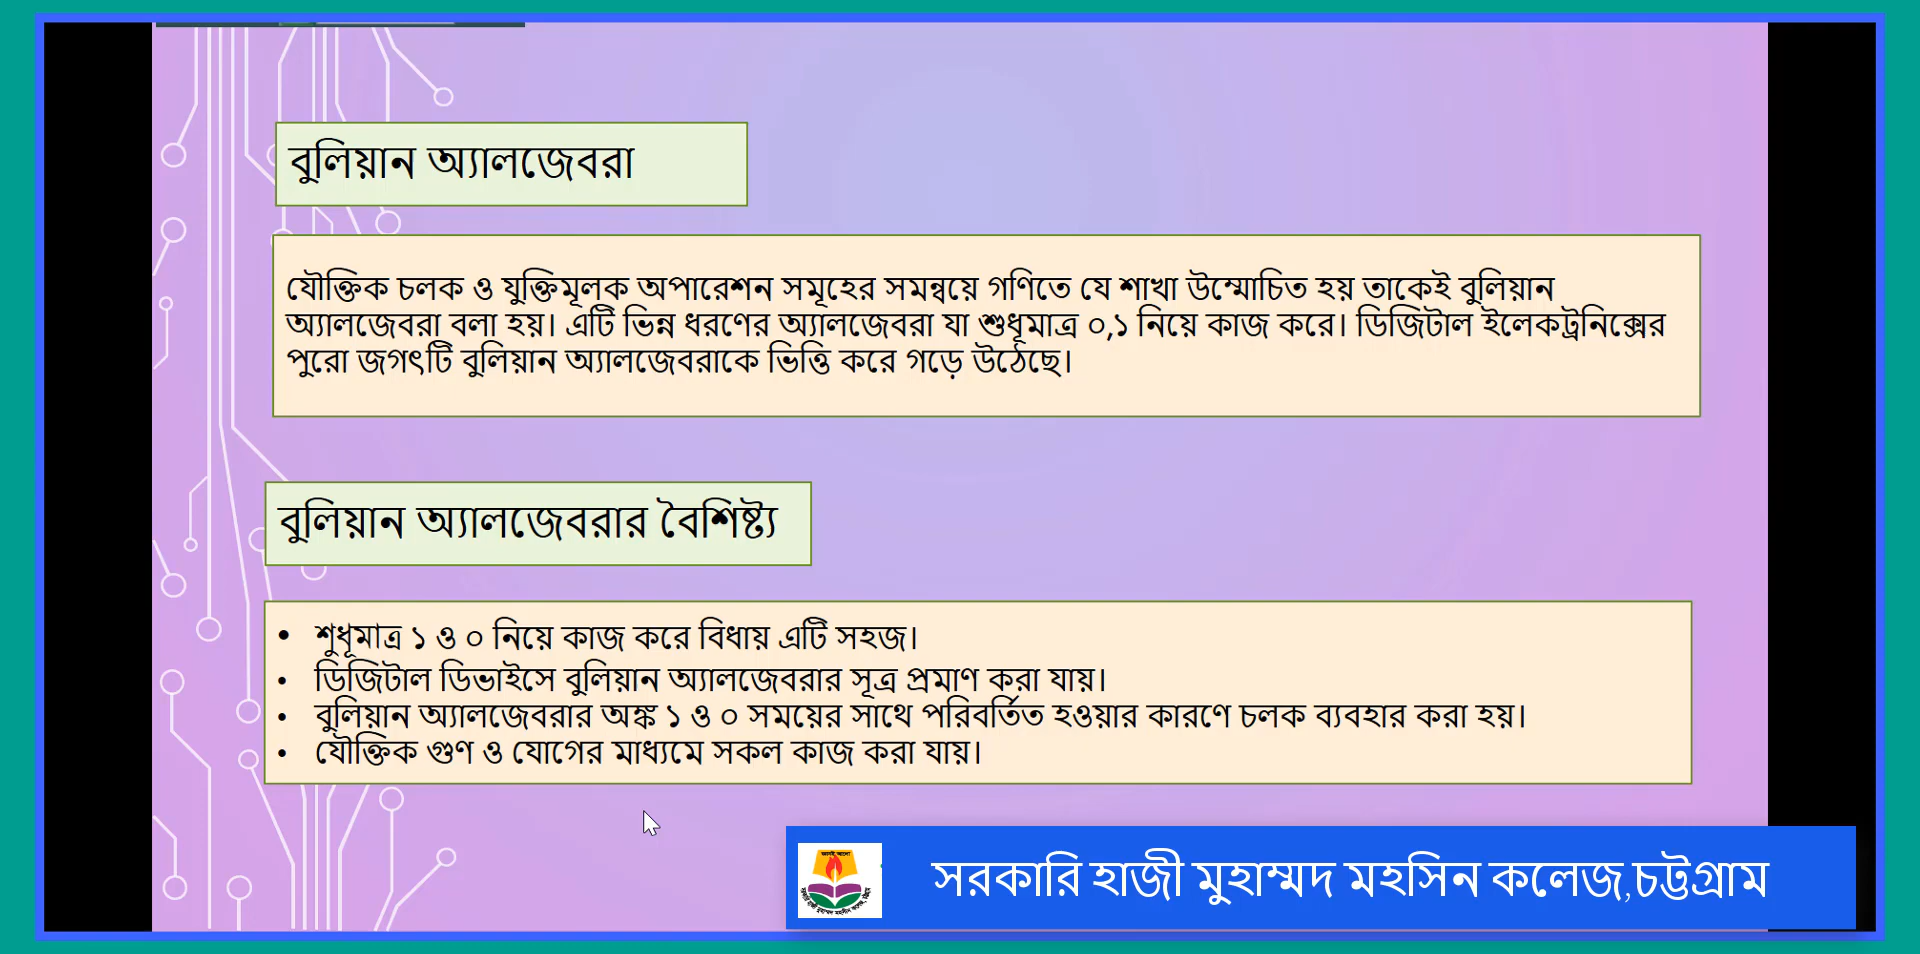 বুলিয়ান অ্যালজেবরা
যৌক্তিক চলক ও যুক্তিমূলক অপারেশন সমূহের সমন্বয়ে গণিতে যে শাখা উম্মোচিত হয় তাকেই বুলিয়ান
অ্যালজেবরা বলা হয়। এটি ভিন্ন ধরণের অ্যালজেবরা যা শুধূমাত্র ০,১ নিয়ে কাজ করে। ডিজিটাল ইলেকট্রনিক্সের
পুরো জগৎটি বুলিয়ান অ্যালজেবরাকে ভিত্তি করে গড়ে উঠেছে।
বুলিয়ান অ্যালজেবরার বৈশিষ্ট্য
• শুধূমাত্র ১ ও ০ নিয়ে কাজ করে বিধায় এটি সহজ।
• ডিজিটাল ডিভাইসে বুলিয়ান অ্যালজেবরার সূত্র প্রমাণ করা যায়।
• বুলিয়ান অ্যালজেবরার অঙ্ক ১ ও ০ সময়ের সাথে পরিবর্তিত হওয়ার কারণে চলক ব্যবহার করা হয়।
• যৌক্তিক গুণ ও যোগের মাধ্যমে সকল কাজ করা যায়।
সরকারি হাজী মুহাম্মদ মহসিন কলেজ,চট্টগ্রাম